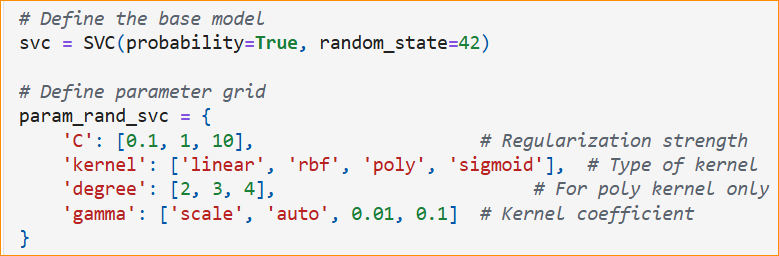 # Define the base model
svc = SVC(probability=True, random_state=42)

# Define parameter grid
param_rand_svc = {
    'C': [0.1, 1, 10],                    # Regularization strength
    'kernel': ['linear', 'rbf', 'poly', 'sigmoid'],  # Type of kernel
    'degree': [2, 3, 4],                        # For poly kernel only
    'gamma': ['scale', 'auto', 0.01, 0.1]  # Kernel coefficient
}